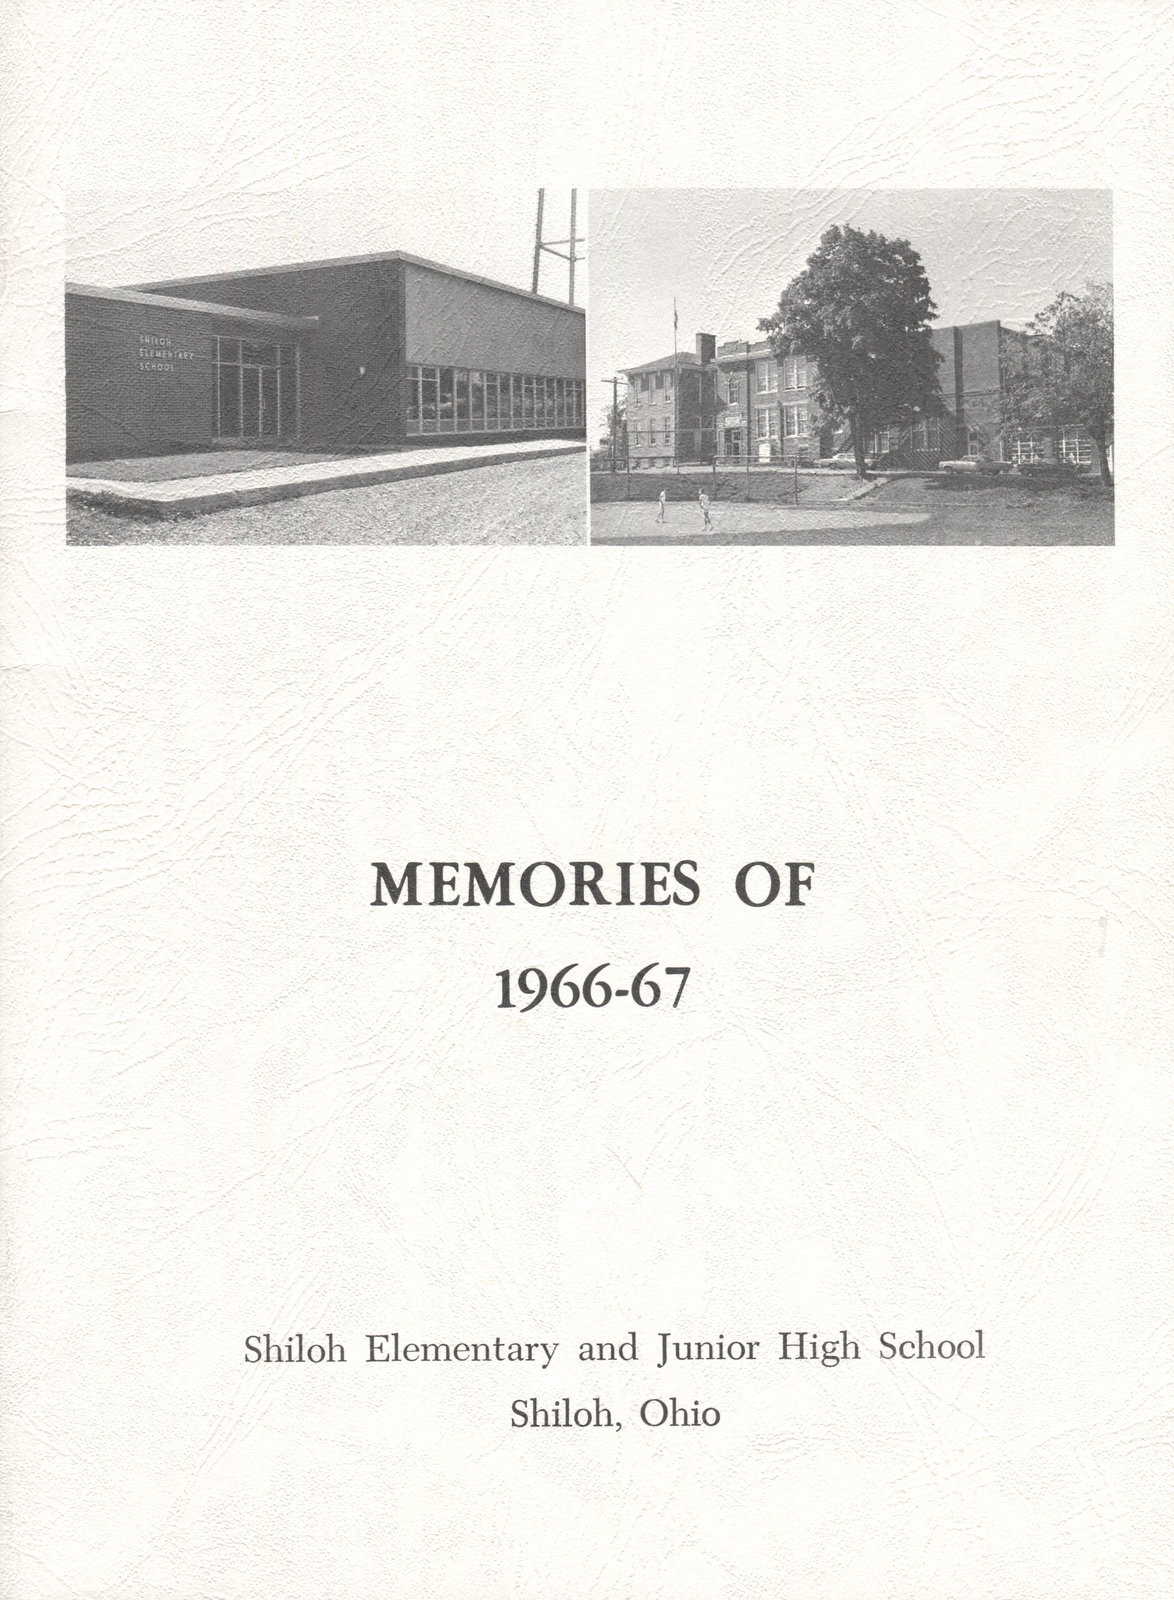 SHILOH
ELEMENTARY
SCHOOL
MEMORIES OF
1966-67
Shiloh Elementary and Junior High School
Shiloh, Ohio